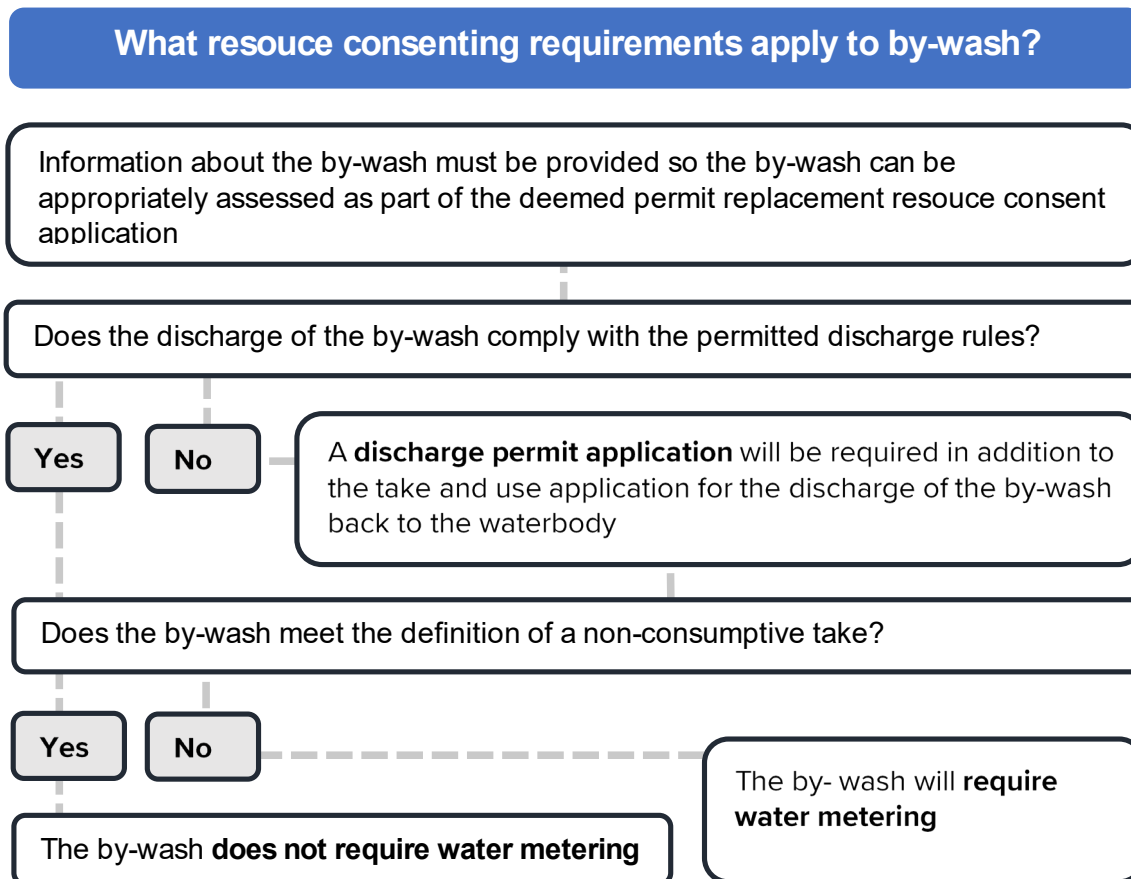 What resouce consenting requirements apply to by-wash?
Information about the by-wash must be provided so the by-wash can be
appropriately assessed as part of the deemed permit replacement resouce consent
application
Does the discharge of the by-wash comply with the permitted discharge rules?
Yes
No
A discharge permit application will be required in addition to
the take and use application for the discharge of the by-wash
back to the waterbody
Does the by-wash meet the definition of a non-consumptive take?
Yes
No
The by- wash will require
water metering
The by-wash does not require water metering